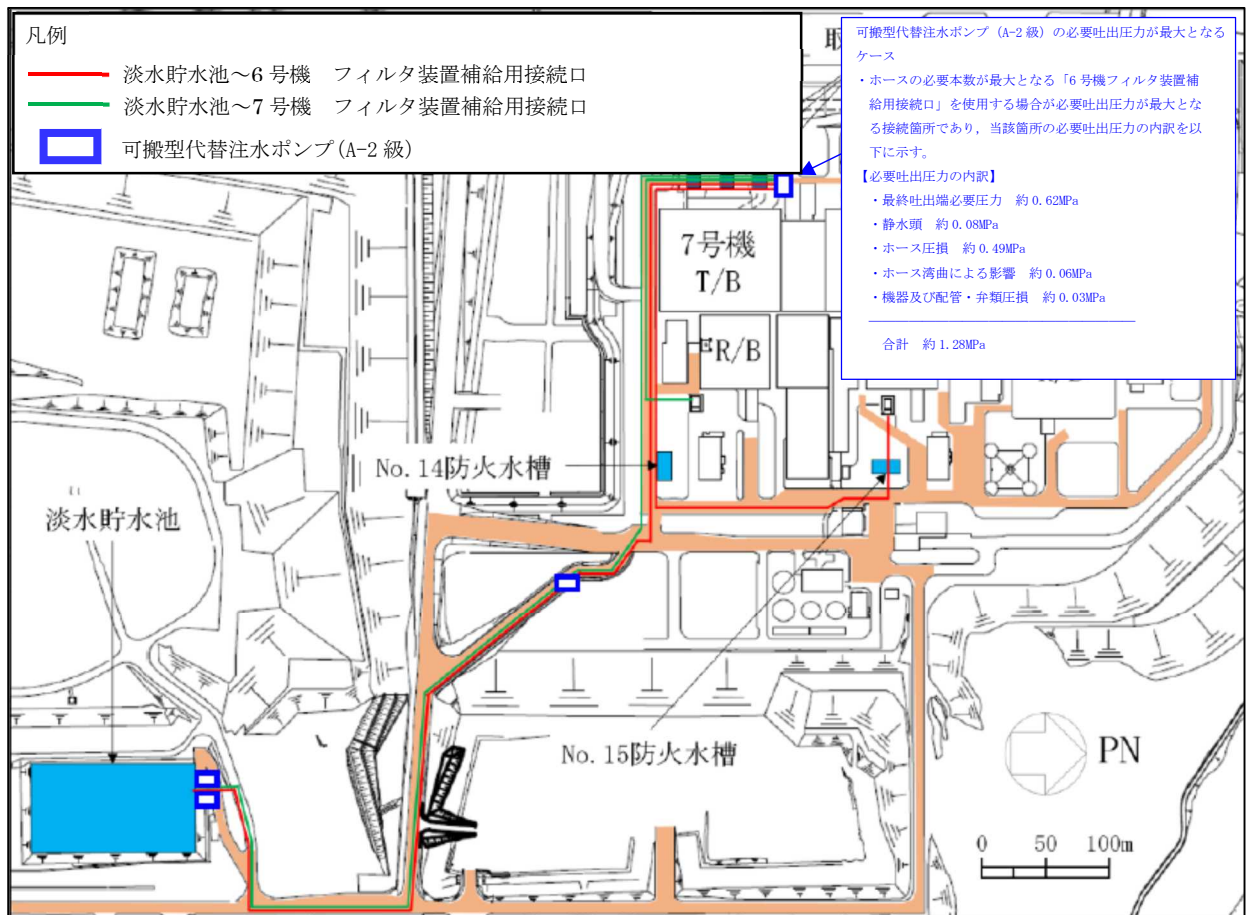 凡例
淡水貯水池～6号機 フィルタ装置補給用接続口
淡水貯水池～7号機 フィルタ装置補給用接続口
可搬型代替注水ポンプ(A-2級)
取
可搬型代替注水ポンプ（A-2級）の必要吐出圧力が最大となる
ケース
・ホースの必要本数が最大となる「6号機フィルタ装置補
給用接続口」を使用する場合が必要吐出圧力が最大とな
る接続箇所であり，当該箇所の必要吐出圧力の内訳を以
下に示す。
【必要吐出圧力の内訳】
・最終吐出端必要圧力 約0.62MPa
・静水頭 約0.08MPa
・ホース圧損 約0.49MPa
・ホース湾曲による影響 約0.06MPa
・機器及び配管・弁類圧損 約0.03MPa
合計 約1.28MPa
7号機
T/B
R/B
No.14防火水槽
淡水貯水池
No.15防火水槽
PN
0 50 100m